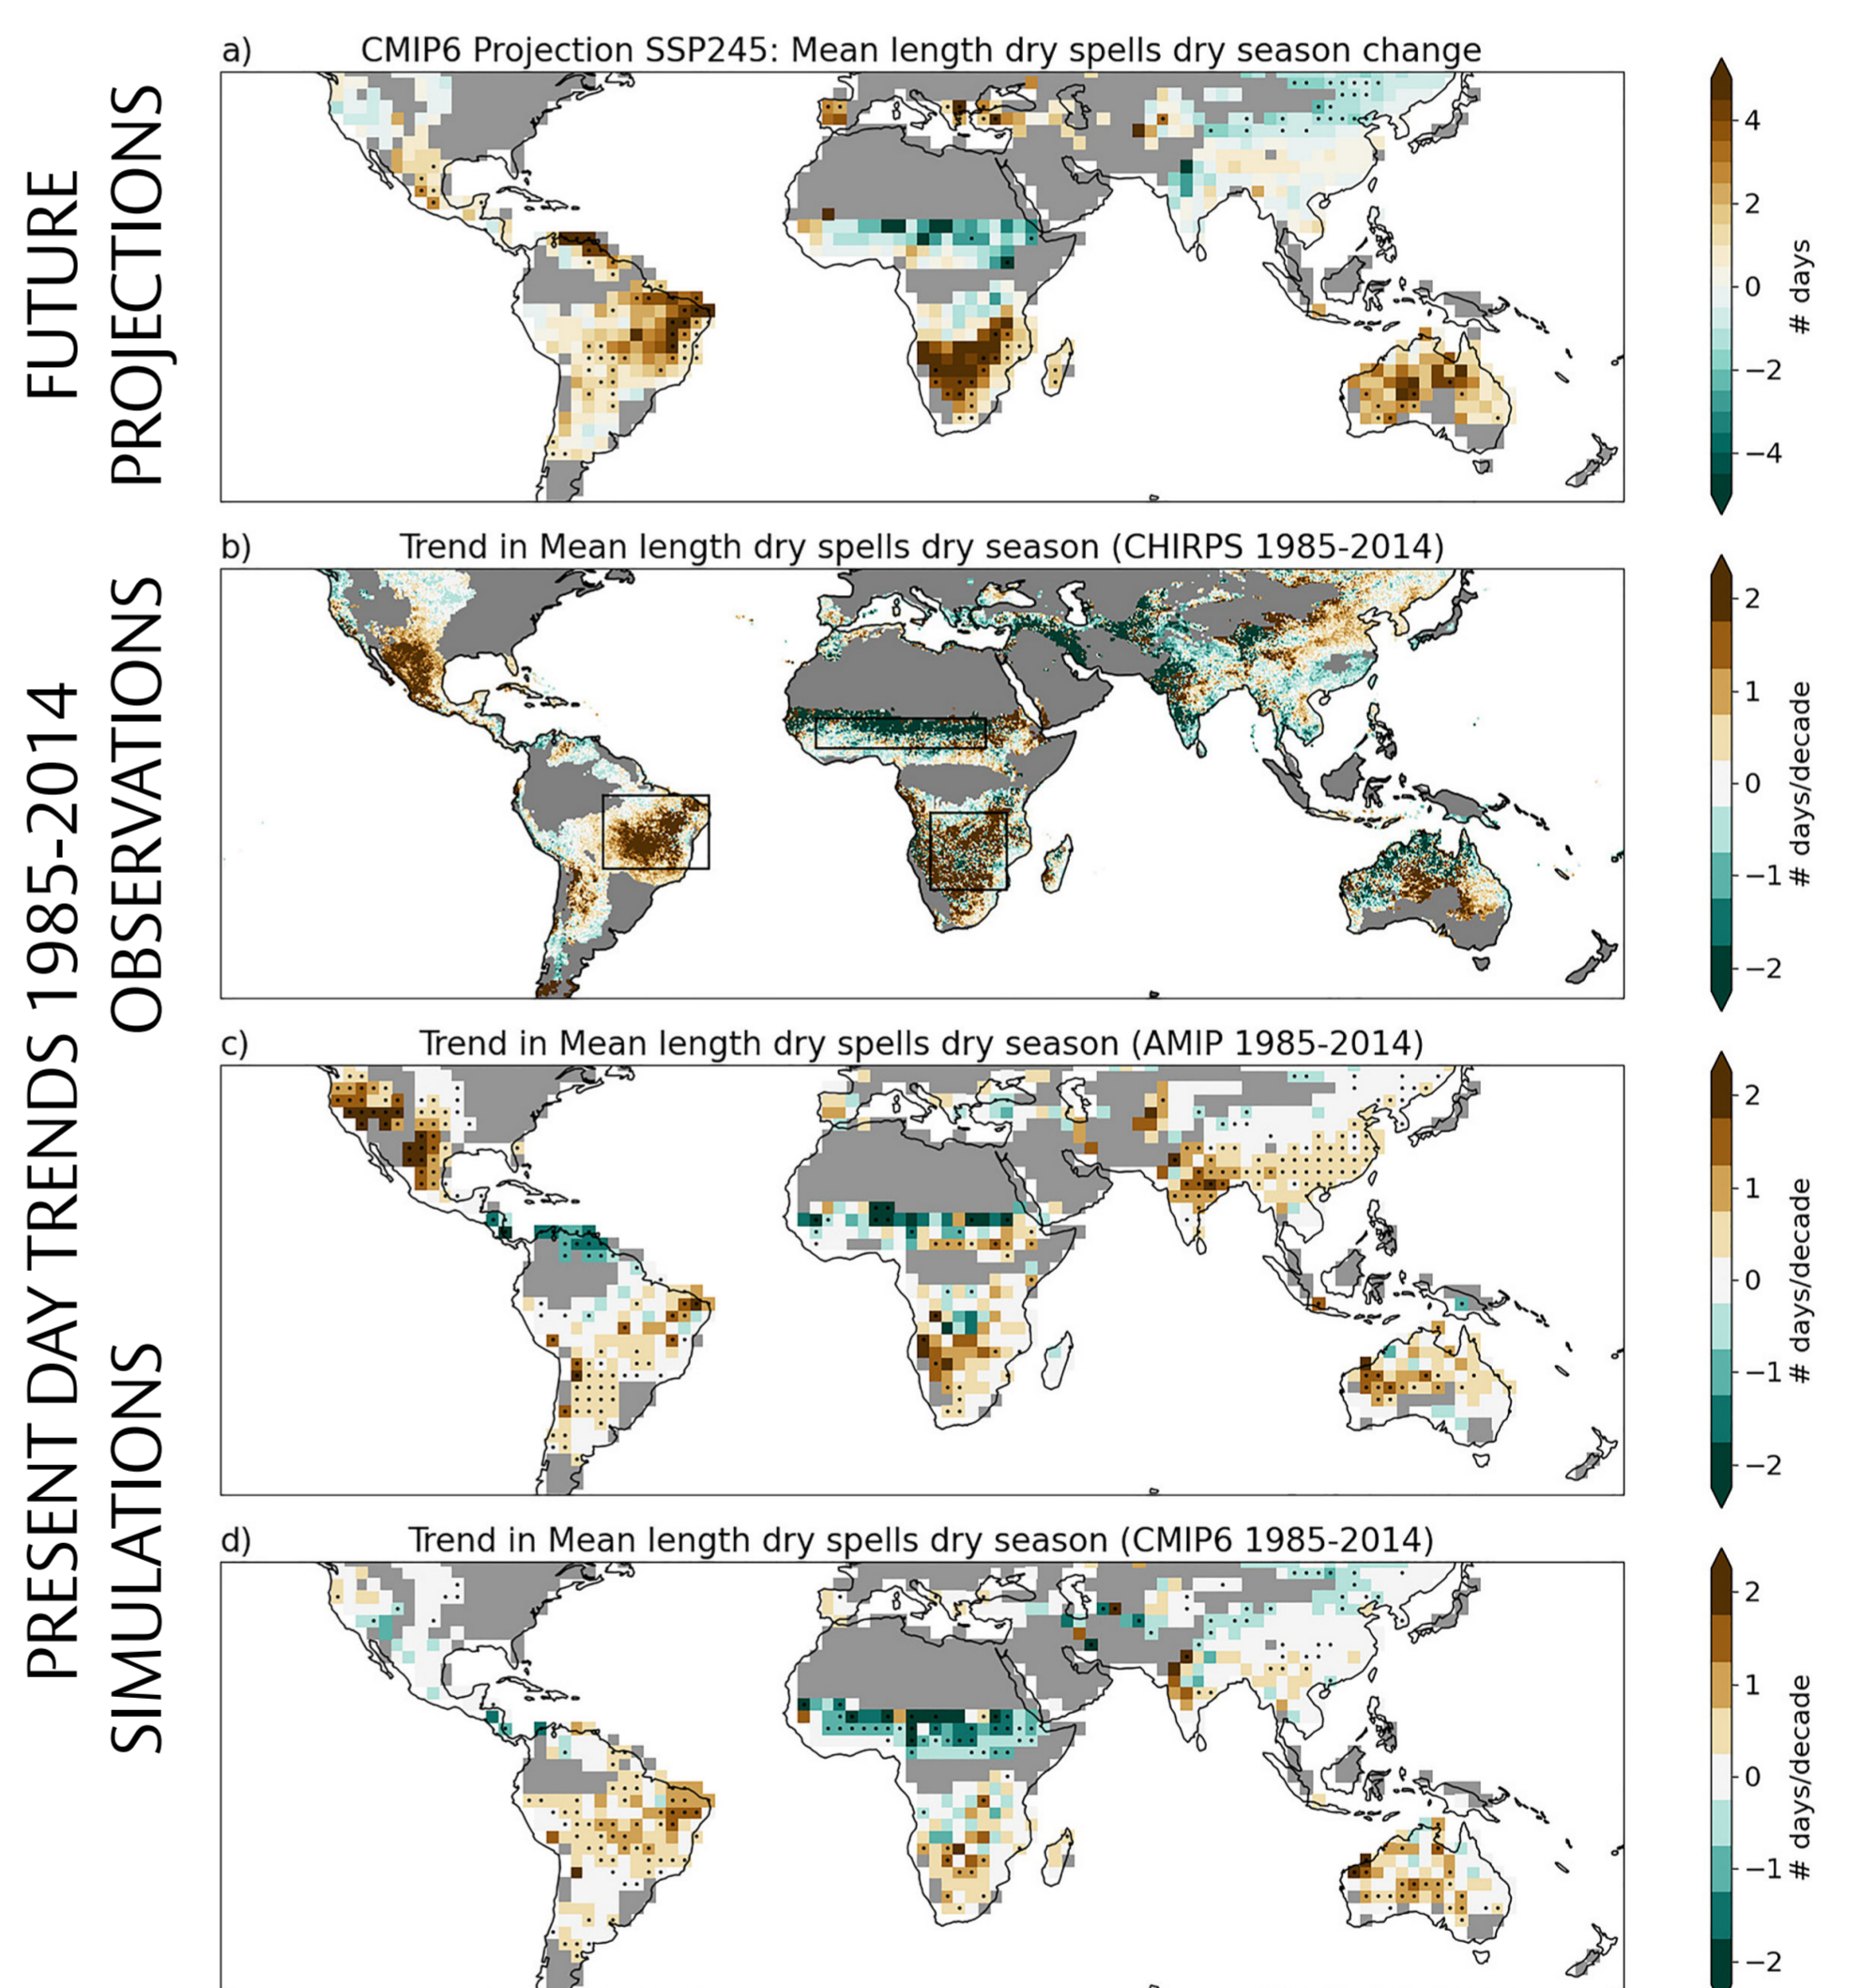 FUTURE
PROJECTIONS
a) CMIP6 Projection SSP245: Mean length dry spells dry season change
4
2
0
−2
−4
# days
PRESENT DAY TRENDS 1985-2014
OBSERVATIONS
b) Trend in Mean length dry spells dry season (CHIRPS 1985-2014)
2
1
0
−1
−2
# days/decade
SIMULATIONS
c) Trend in Mean length dry spells dry season (AMIP 1985-2014)
2
1
0
−1
−2
# days/decade
d) Trend in Mean length dry spells dry season (CMIP6 1985-2014)
2
1
0
−1
−2
# days/decade